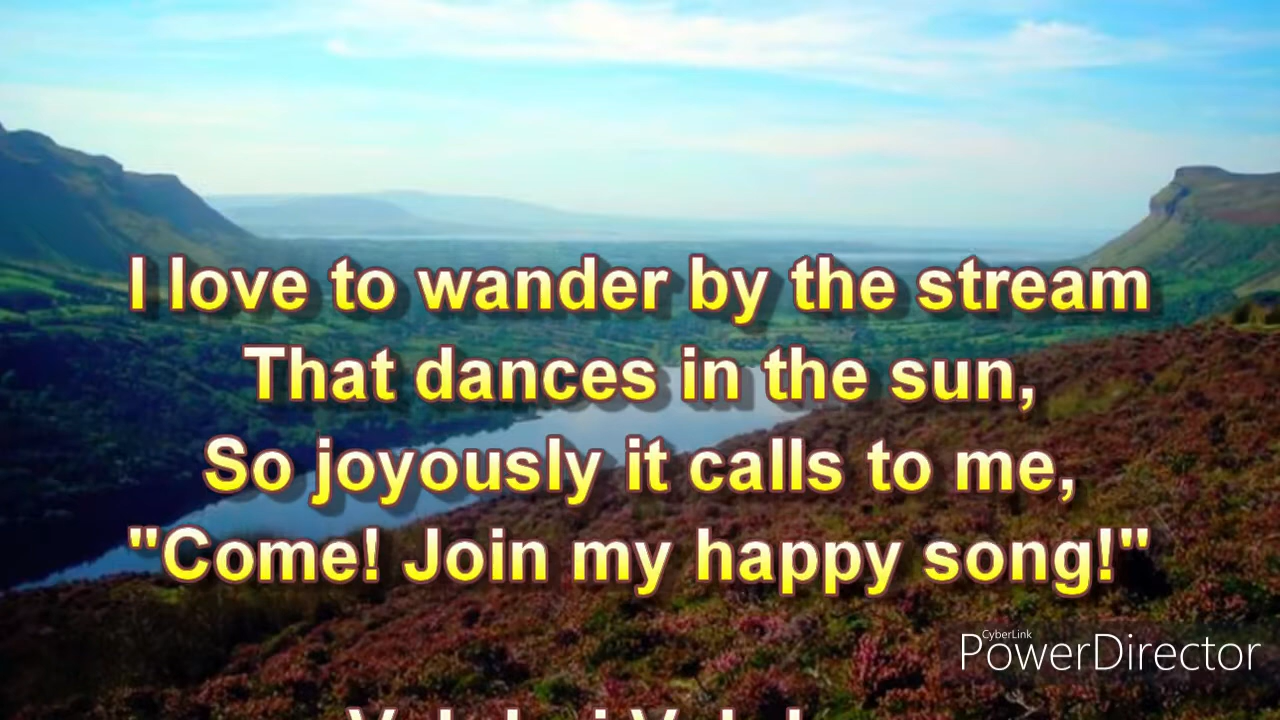 I love to wander by the stream
That dances in the sun,
So joyously it calls to me,
"Come! Join my happy song!"
CyberLink
PowerDirector